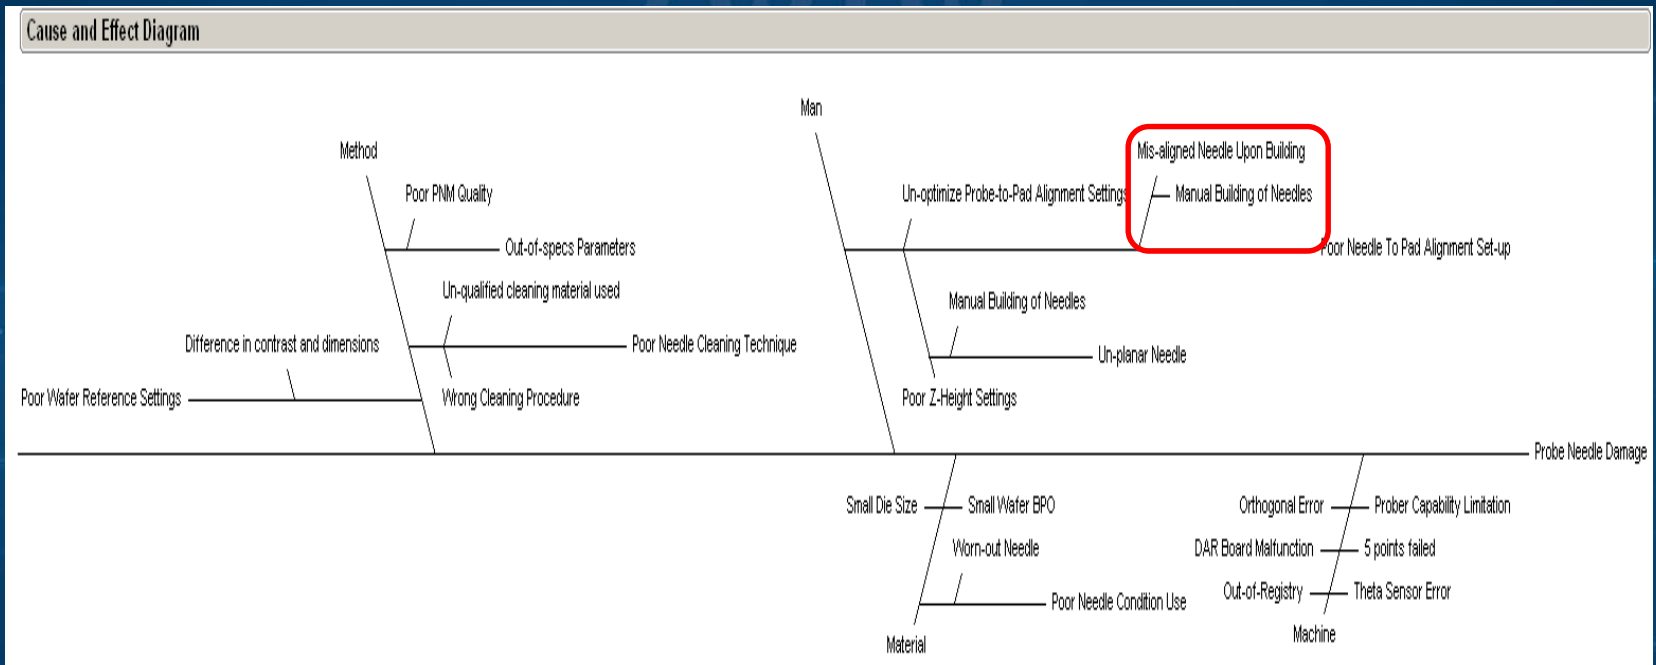 Cause and Effect Diagram
Man
Method
Mis-aligned Needle Upon Building
Poor PNM Quality
Un-optimize Probe-to-Pad Alignment Settings
Manual Building of Needles
Out-of-specs Parameters
Poor Needle To Pad Alignment Set-up
Un-qualified cleaning material used
Manual Building of Needles
Difference in contrast and dimensions
Poor Needle Cleaning Technique
Un-planar Needle
Poor Wafer Reference Settings
Wrong Cleaning Procedure
Poor Z-Height Settings
Probe Needle Damage
Small Die Size
Small Wafer BPO
Orthogonal Error
Prober Capability Limitation
Worn-out Needle
DAR Board Malfunction
5 points failed
Out-of-Registry
Theta Sensor Error
Poor Needle Condition Use
Machine
Material